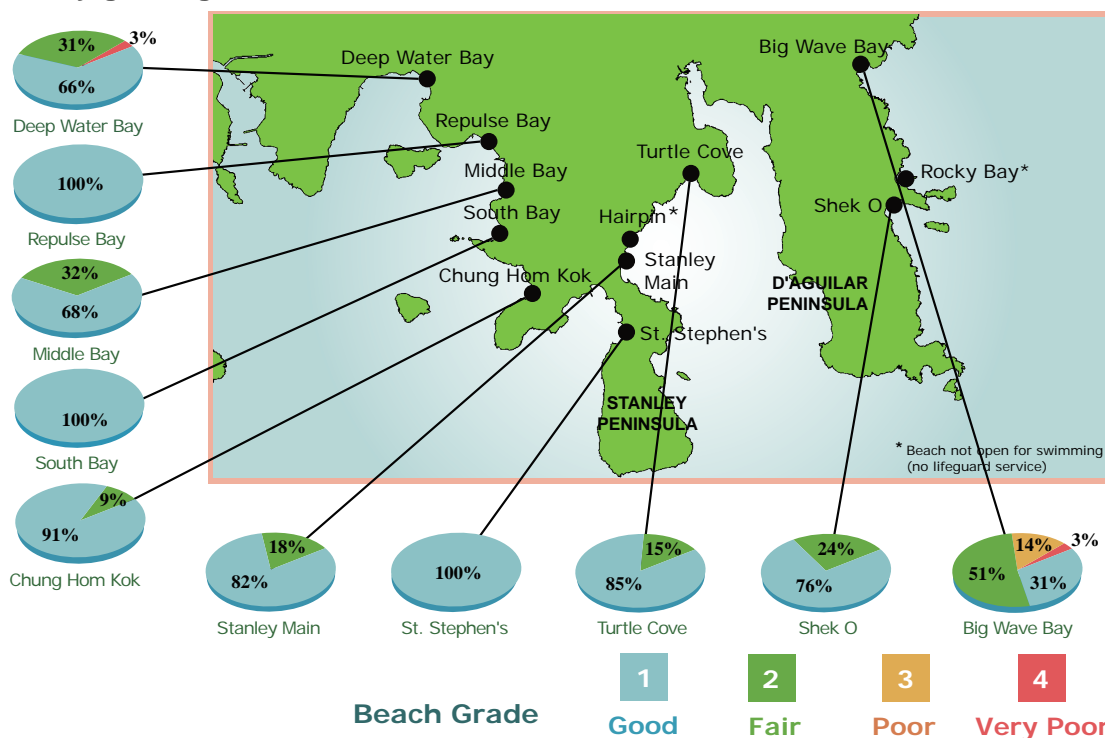 31%
3%
66%
Deep Water Bay
100%
Repulse Bay
32%
68%
Middle Bay
100%
South Bay
9%
91%
Chung Hom Kok
Deep Water Bay
Repulse Bay
Middle Bay
South Bay
Chung Hom Kok
Big Wave Bay
Turtle Cove
Rocky Bay*
Shek O
Hairpin*
Stanley
Main
D'AGUILAR
PENINSULA
St. Stephen's
STANLEY
PENINSULA
* Beach not open for swimming
(no lifeguard service)
18%
82%
Stanley Main
100%
St. Stephen's
15%
85%
Turtle Cove
24%
76%
Shek O
14%
3%
51%
31%
Big Wave Bay
Beach Grade
1
Good
2
Fair
3
Poor
4
Very Poor